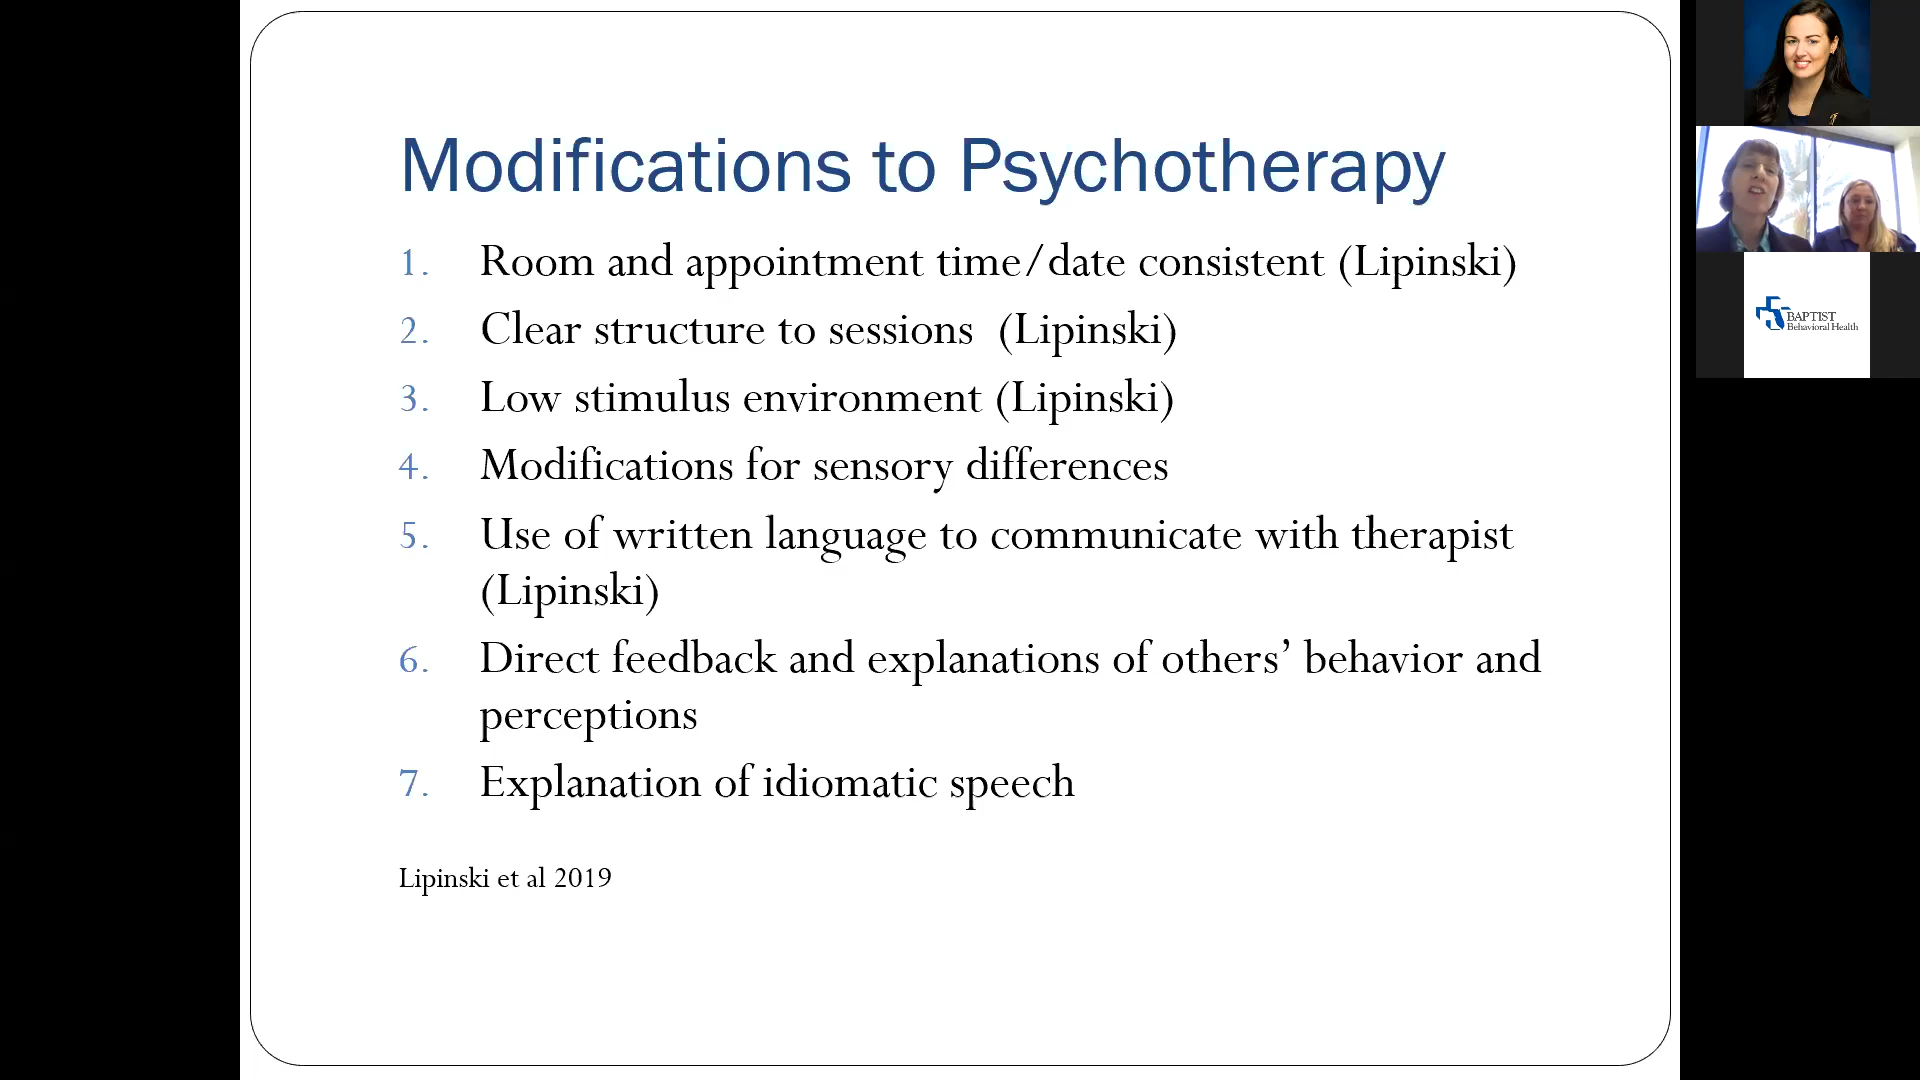 Modifications to Psychotherapy
1. Room and appointment time/date consistent (Lipinski)
2. Clear structure to sessions (Lipinski)
3. Low stimulus environment (Lipinski)
4. Modifications for sensory differences
5. Use of written language to communicate with therapist
(Lipinski)
6. Direct feedback and explanations of others’ behavior and
perceptions
7. Explanation of idiomatic speech
Lipinski et al 2019
BAPTIST
Behavioral Health